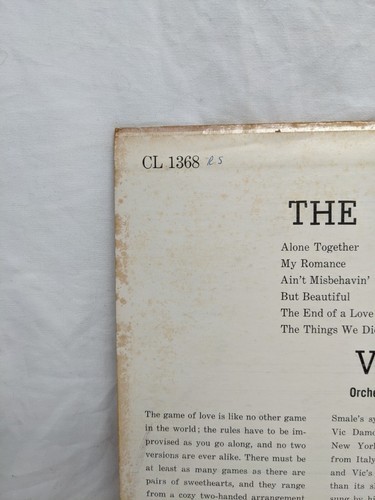 CL 1368 R.S
THE
Alone Together
My Romance
Ain't Misbehavin'
But Beautiful
The End of a Love
The Things We Di
V
Orche
The game of love is like no other game
in the world; the rules have to be im-
provised as you go along, and no two
versions are ever alike. There must be
at least as many games as there are
pairs of sweethearts, and they range
from a cozy two-handed arrangement
Smale's sy
Vic Damo
New York
from Italy
and Vic's
than its sl
sung by h